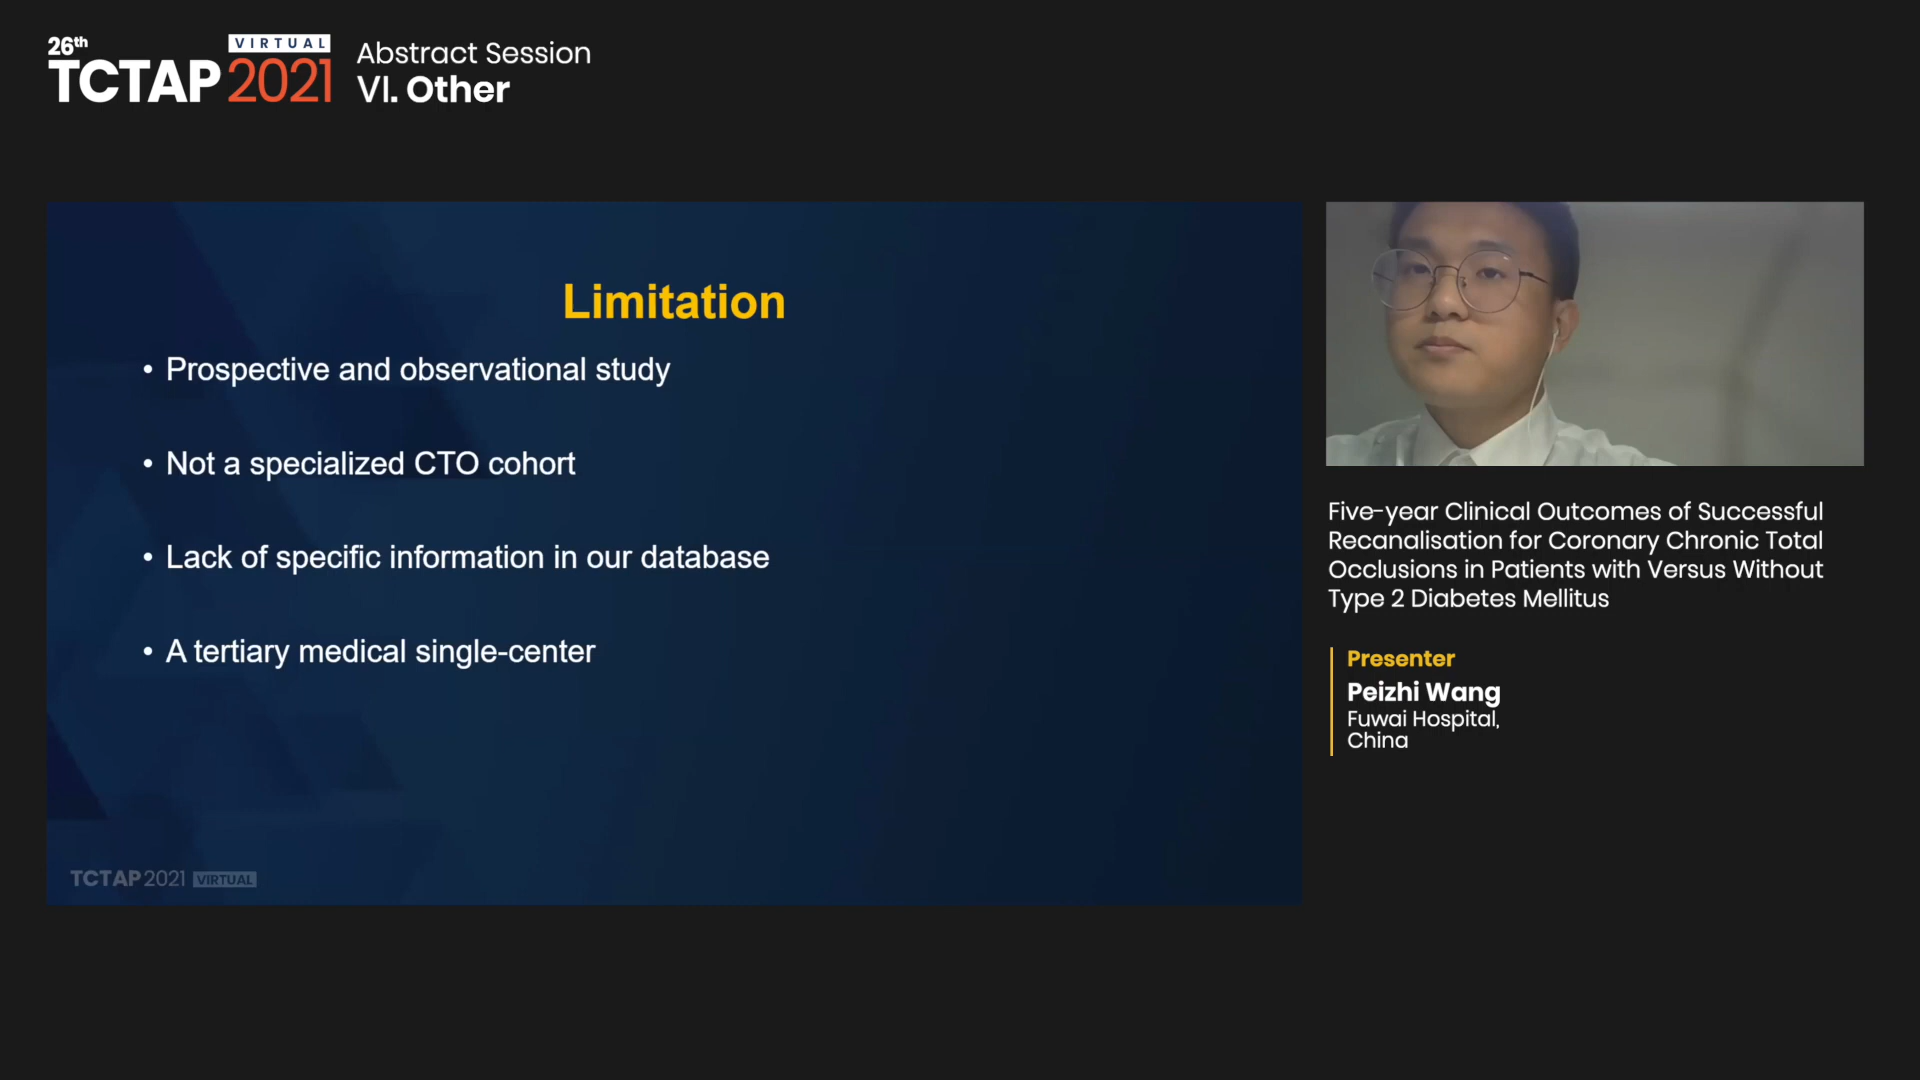 26th
VIRTUAL
TCTAP 2021
Abstract Session
VI. Other
Limitation
• Prospective and observational study
• Not a specialized CTO cohort
• Lack of specific information in our database
• A tertiary medical single-center
TCTAP 2021 VIRTUAL
Five-year Clinical Outcomes of Successful
Recanalisation for Coronary Chronic Total
Occlusions in Patients with Versus Without
Type 2 Diabetes Mellitus
Presenter
Peizhi Wang
Fuwai Hospital,
China